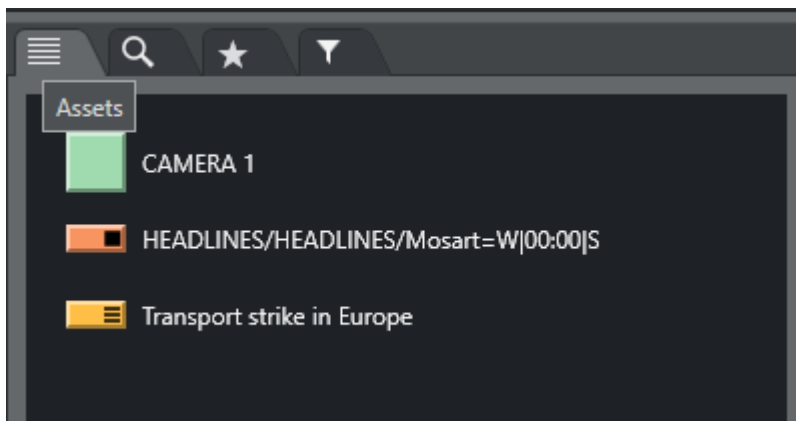 Assets
CAMERA 1
HEADLINES/HEADLINES/Mosart=W|00:00|S
Transport strike in Europe